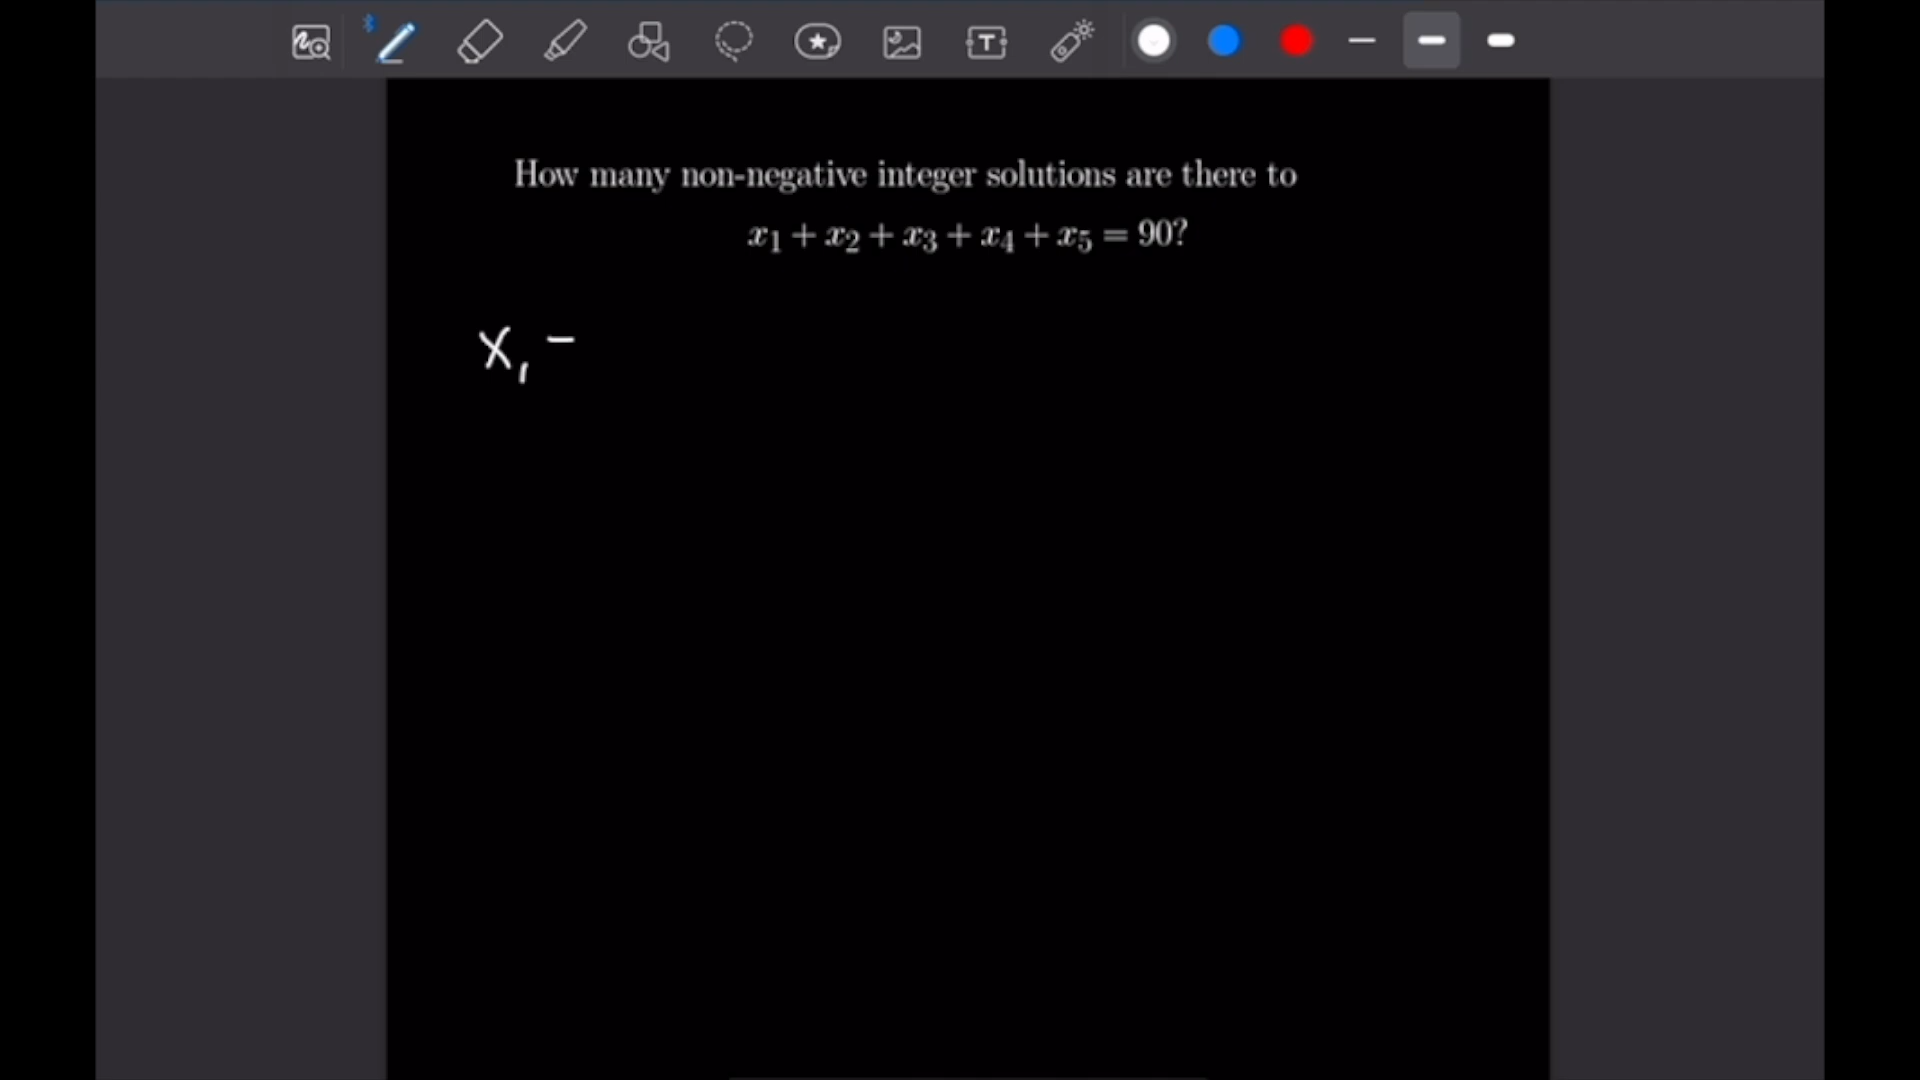 How many non-negative integer solutions are there to
x₁ + x₂ + x₃ + x₄ + x₅ = 90?
x₁ -